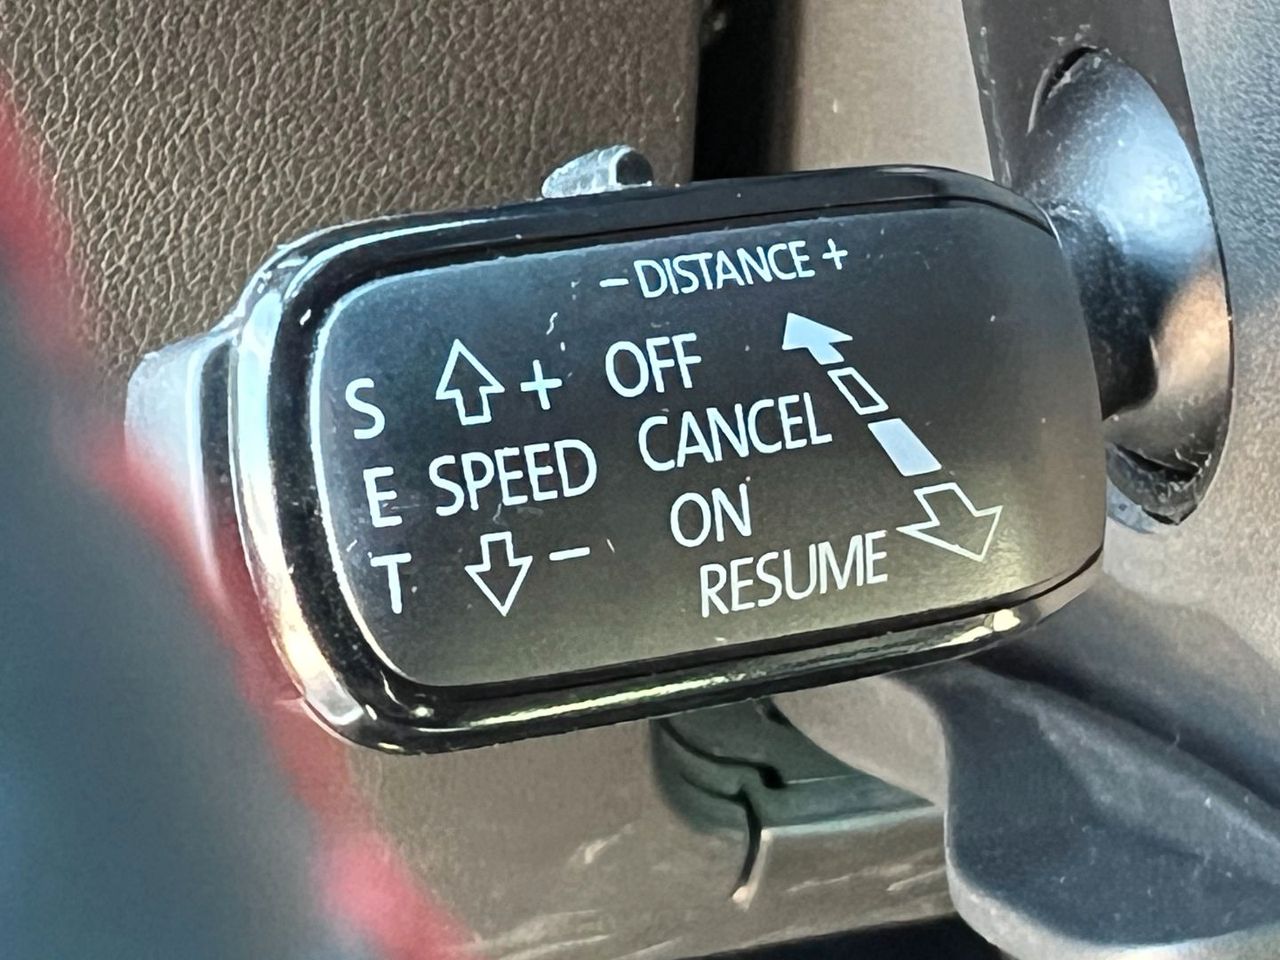 – DISTANCE +
S + OFF
CANCEL
E SPEED
ON
T –
RESUME